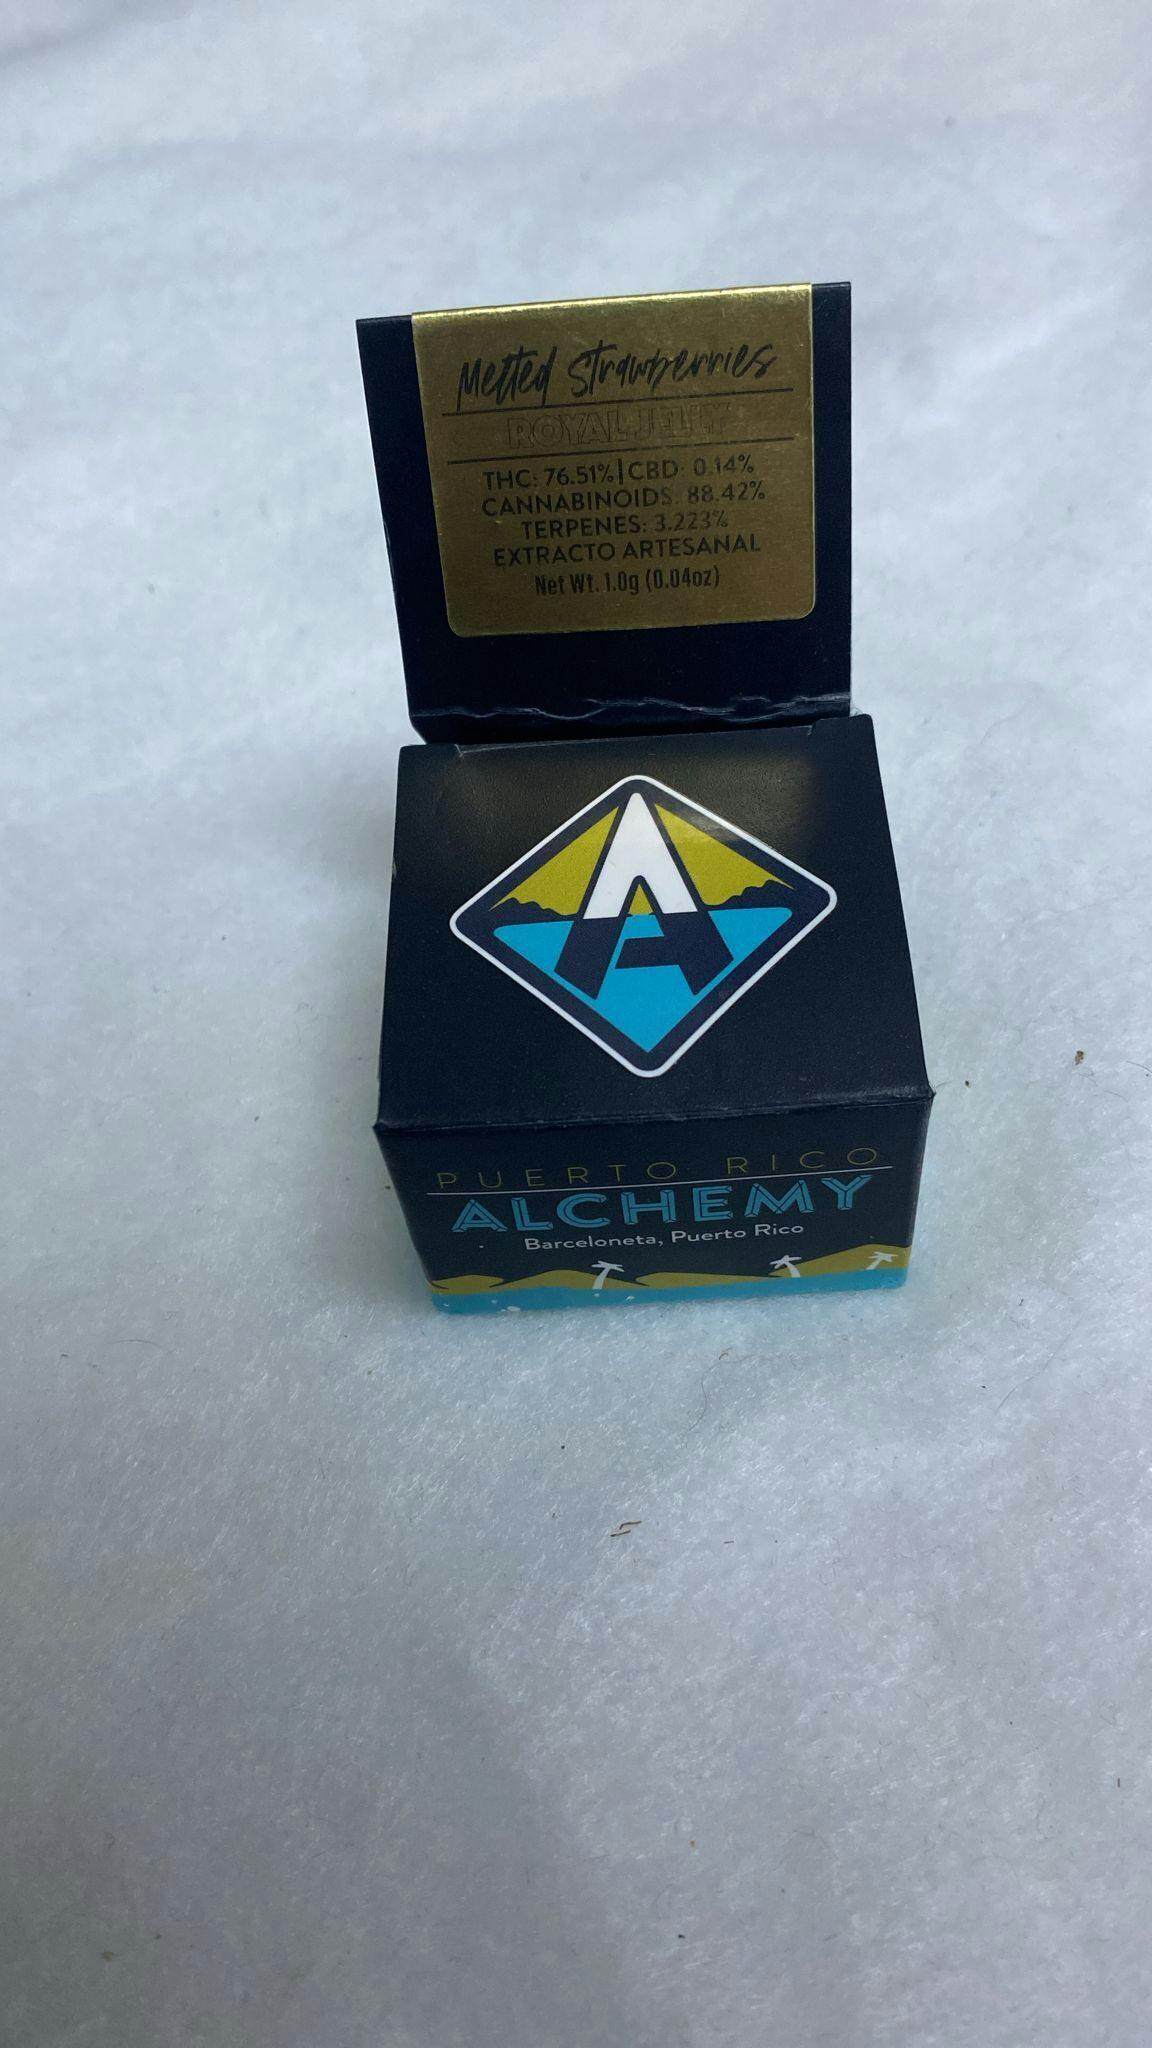 Melted Strawberries
ROYAL JELLY
THC: 76.51% | CBD: 0.14%
CANNABINOIDS: 88.42%
TERPENES: 3.223%
EXTRACTO ARTESANAL
Net Wt. 1.0g (0.04oz)
A
PUERTO RICO
ALCHEMY
Barceloneta, Puerto Rico